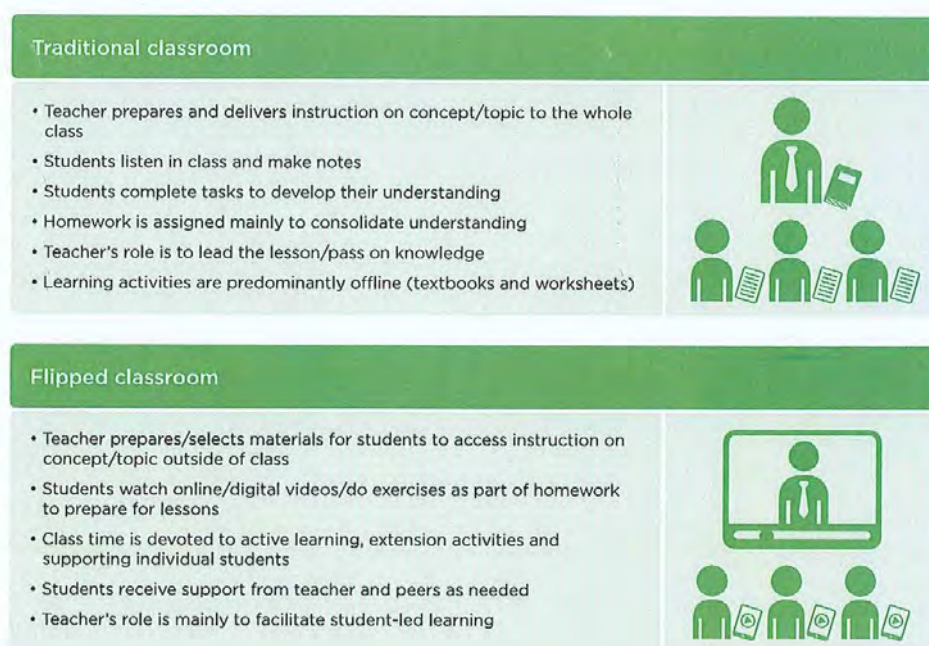 Traditional classroom
• Teacher prepares and delivers instruction on concept/topic to the whole
class
• Students listen in class and make notes
• Students complete tasks to develop their understanding
• Homework is assigned mainly to consolidate understanding
• Teacher's role is to lead the lesson/pass on knowledge
• Learning activities are predominantly offline (textbooks and worksheets)
Flipped classroom
• Teacher prepares/selects materials for students to access instruction on
concept/topic outside of class
• Students watch online/digital videos/do exercises as part of homework
to prepare for lessons
• Class time is devoted to active learning, extension activities and
supporting individual students
• Students receive support from teacher and peers as needed
• Teacher's role is mainly to facilitate student-led learning